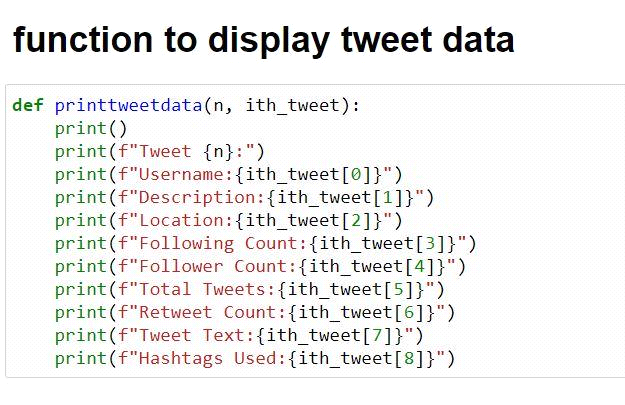 function to display tweet data
def printtweetdata(n, ith_tweet):
    print()
    print(f"Tweet {n}:")
    print(f"Username:{ith_tweet[0]}")
    print(f"Description:{ith_tweet[1]}")
    print(f"Location:{ith_tweet[2]}")
    print(f"Following Count:{ith_tweet[3]}")
    print(f"Follower Count:{ith_tweet[4]}")
    print(f"Total Tweets:{ith_tweet[5]}")
    print(f"Retweet Count:{ith_tweet[6]}")
    print(f"Tweet Text:{ith_tweet[7]}")
    print(f"Hashtags Used:{ith_tweet[8]}")